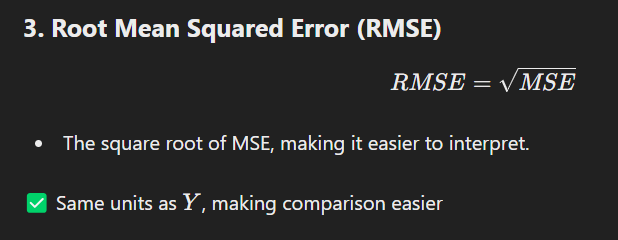 3. Root Mean Squared Error (RMSE)
RMSE = √MSE
• The square root of MSE, making it easier to interpret.
✅ Same units as Y, making comparison easier